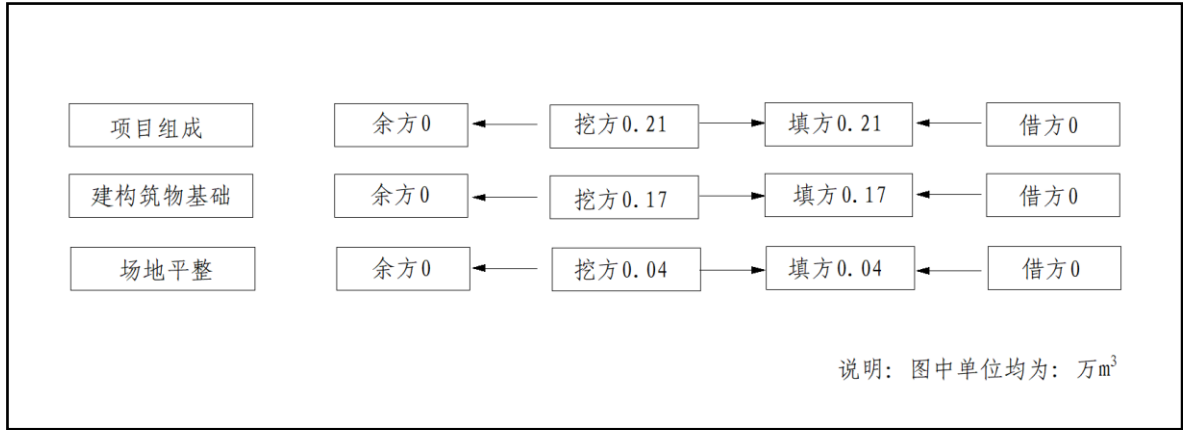 项目组成 余方0 挖方0.21 填方0.21 借方0
建构筑物基础 余方0 挖方0.17 填方0.17 借方0
场地平整 余方0 挖方0.04 填方0.04 借方0
说明: 图中单位均为: 万m³